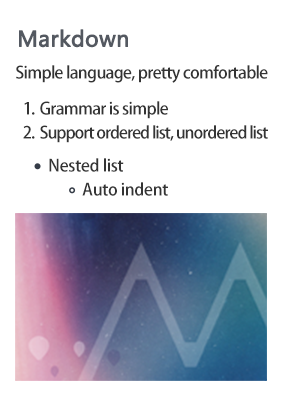 Markdown
Simple language, pretty comfortable
1. Grammar is simple
2. Support ordered list, unordered list
• Nested list
∘ Auto indent